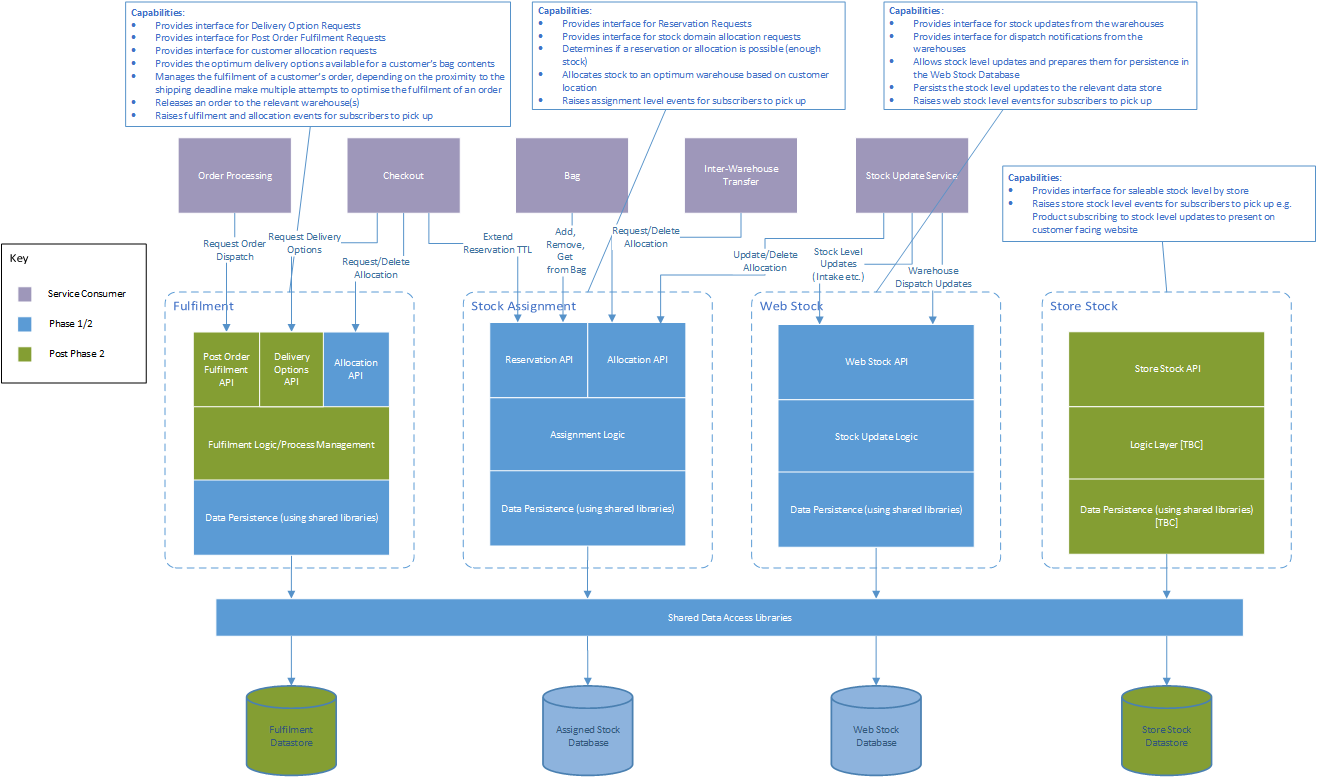 Capabilities:
• Provides interface for Delivery Option Requests
• Provides interface for Post Order Fulfilment Requests
• Provides interface for customer allocation requests
• Provides the optimum delivery options available for a customer's bag contents
• Manages the fulfilment of a customer's order, depending on the proximity to the
shipping deadline make multiple attempts to optimise the fulfilment of an order
• Releases an order to the relevant warehouse(s)
• Raises fulfilment and allocation events for subscribers to pick up
Capabilities:
• Provides interface for Reservation Requests
• Provides interface for stock domain allocation requests
• Determines if a reservation or allocation is possible (enough
stock)
• Allocates stock to an optimum warehouse based on customer
location
• Raises assignment level events for subscribers to pick up
Capabilities:
• Provides interface for stock updates from the warehouses
• Provides interface for dispatch notifications from the
warehouses
• Allows stock level updates and prepares them for persistence in
the Web Stock Database
• Persists the stock level updates to the relevant data store
• Raises web stock level events for subscribers to pick up
Capabilities:
• Provides interface for saleable stock level by store
• Raises store stock level events for subscribers to pick up e.g.
Product subscribing to stock level updates to present on
customer facing website
Order Processing
Checkout
Bag
Inter-Warehouse
Transfer
Stock Update Service
Request Order
Dispatch
Request Delivery
Options
Request/Delete
Allocation
Extend
Reservation TTL
Add,
Remove,
Get
from Bag
Request/Delete
Allocation
Update/Delete
Allocation
Stock Level
Updates
(Intake etc.)
Warehouse
Dispatch Updates
Key
Service Consumer
Phase 1/2
Post Phase 2
Fulfilment
Post Order
Fulfilment
API
Delivery
Options
API
Allocation
API
Fulfilment Logic/Process Management
Data Persistence (using shared libraries)
Stock Assignment
Reservation API
Allocation API
Assignment Logic
Data Persistence (using shared libraries)
Web Stock
Web Stock API
Stock Update Logic
Data Persistence (using shared libraries)
Store Stock
Store Stock API
Logic Layer [TBC]
Data Persistence (using shared libraries)
[TBC]
Shared Data Access Libraries
Fulfilment
Datastore
Assigned Stock
Database
Web Stock
Database
Store Stock
Datastore